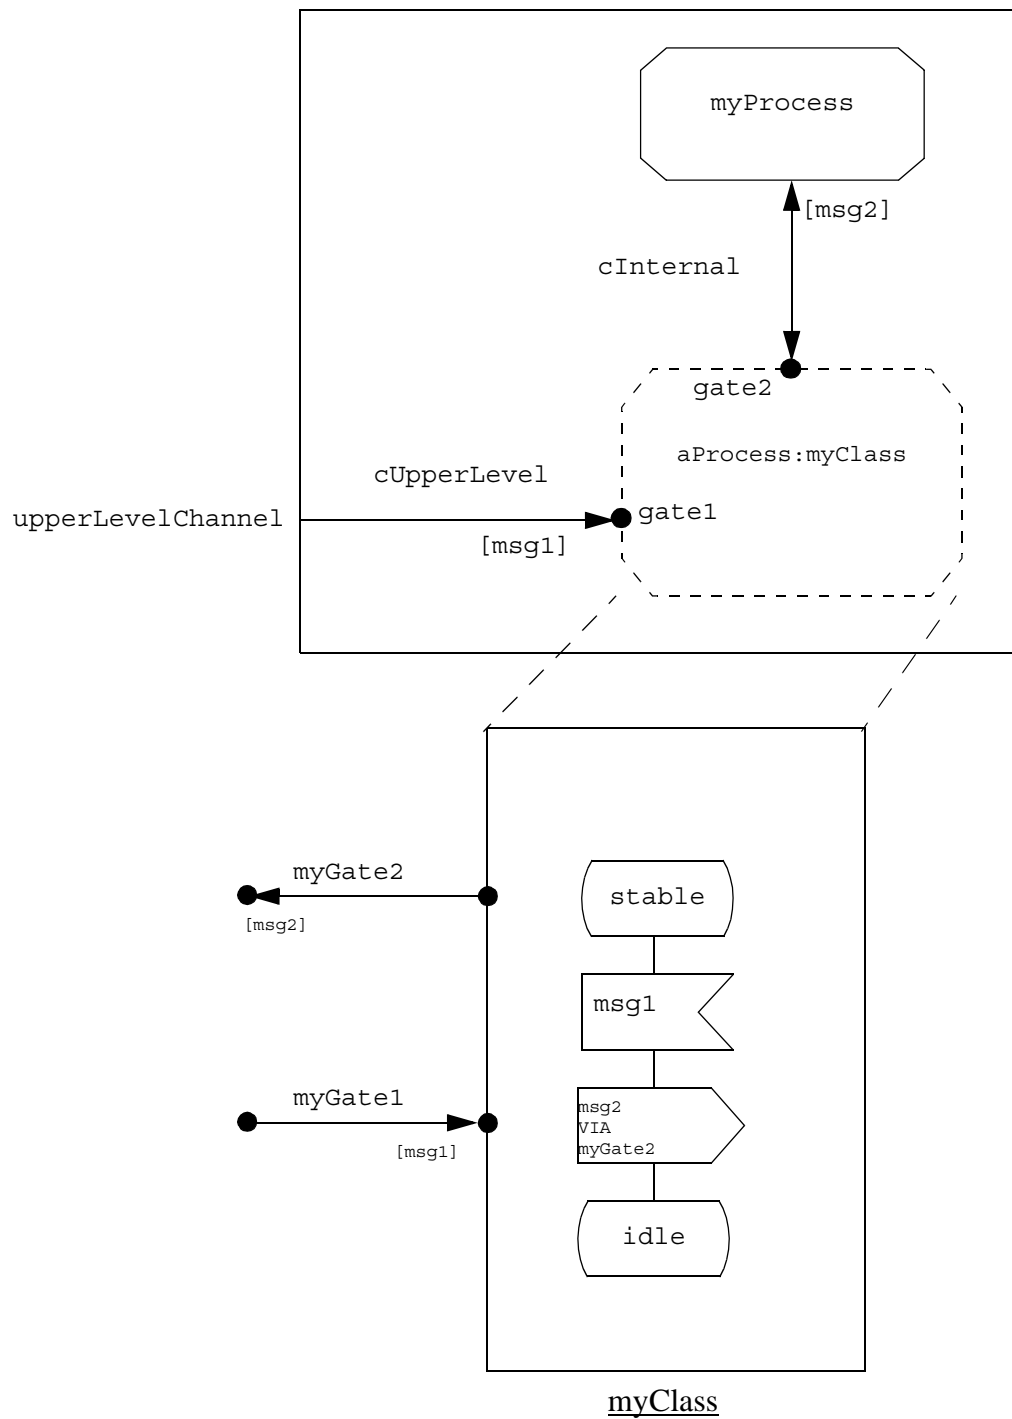 myProcess
[msg2]
cInternal
gate2
aProcess:myClass
cUpperLevel
upperLevelChannel
gate1
[msg1]
myGate2
[msg2]
stable
msg1
myGate1
[msg1]
msg2
VIA
myGate2
idle
myClass